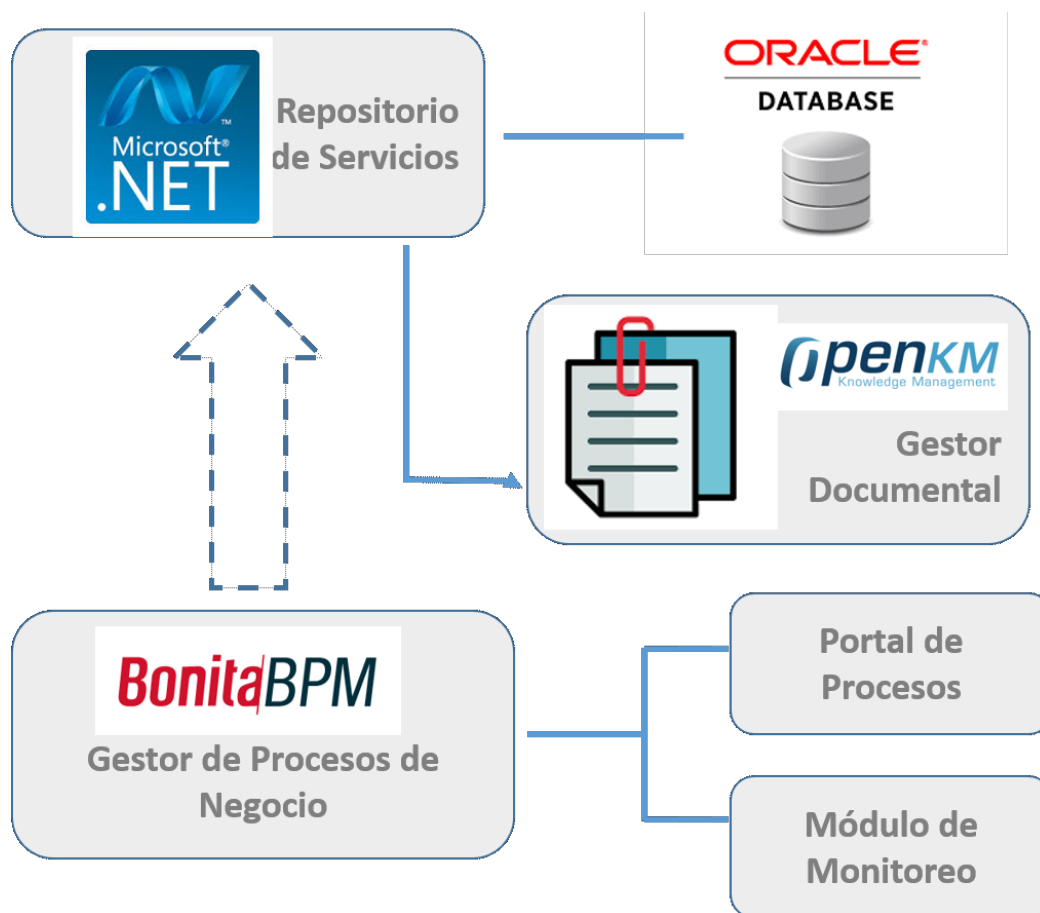 Microsoft®
.NET™
Repositorio
de Servicios
ORACLE®
DATABASE
OpenKM
Knowledge Management
Gestor
Documental
BonitaBPM
Gestor de Procesos de
Negocio
Portal de
Procesos
Módulo de
Monitoreo